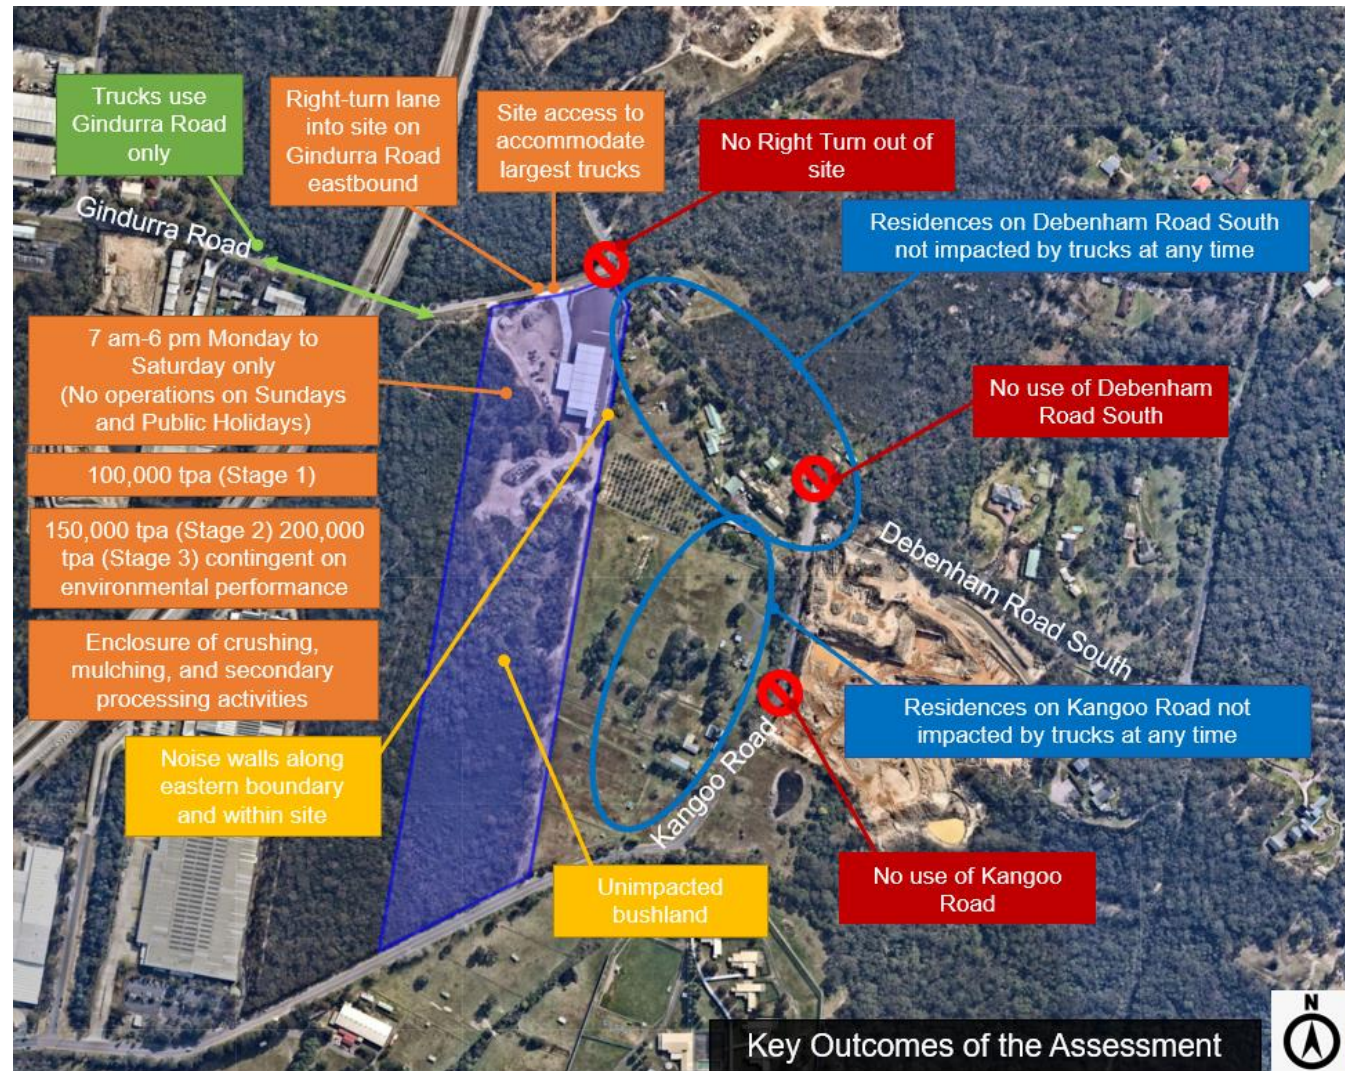 Trucks use
Gindurra Road
only
Right-turn lane
into site on
Gindurra Road
eastbound
Site access to
accommodate
largest trucks
No Right Turn out of
site
Gindurra Road
Residences on Debenham Road South
not impacted by trucks at any time
7 am-6 pm Monday to
Saturday only
(No operations on Sundays
and Public Holidays)
No use of Debenham
Road South
100,000 tpa (Stage 1)
150,000 tpa (Stage 2) 200,000
tpa (Stage 3) contingent on
environmental performance
Debenham Road South
Enclosure of crushing,
mulching, and secondary
processing activities
Residences on Kangoo Road not
impacted by trucks at any time
Kangoo Road
Noise walls along
eastern boundary
and within site
Unimpacted
bushland
No use of Kangoo
Road
Key Outcomes of the Assessment
N